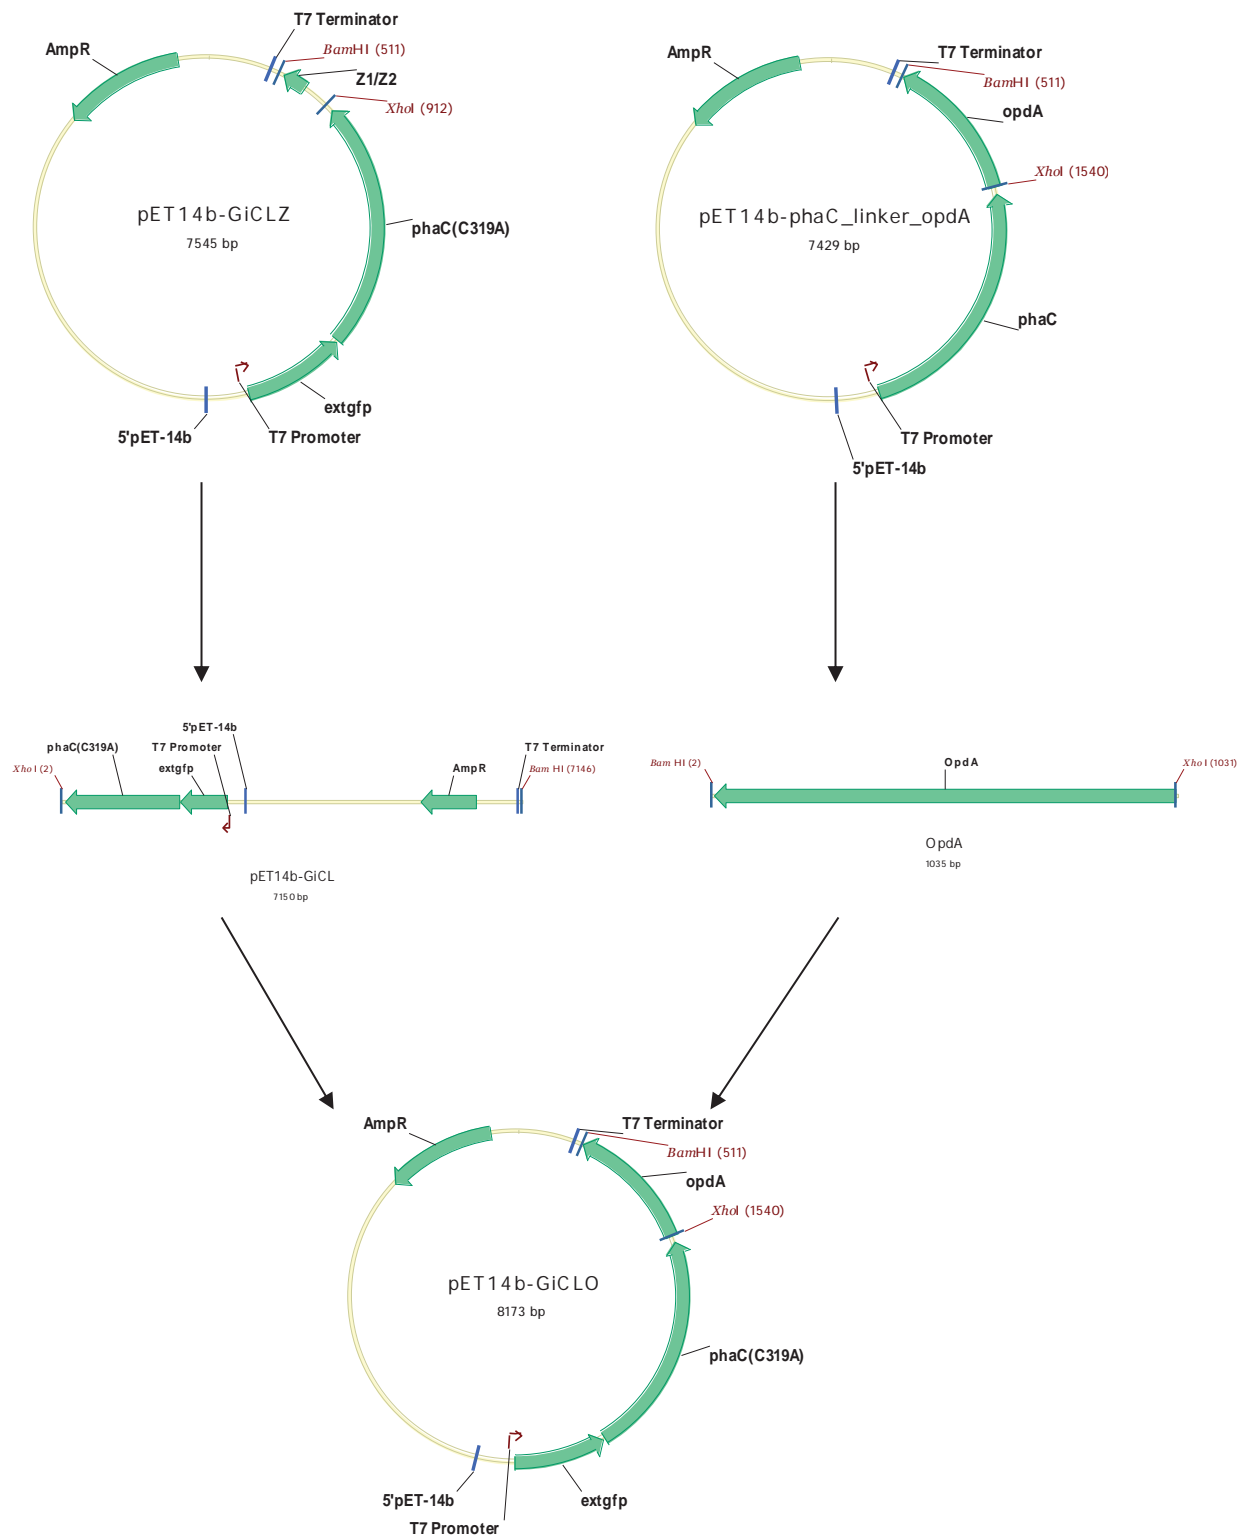 T7 Terminator
AmpR
BamHI (511)
Z1/Z2
XhoI (912)
pET14b-GiCLZ
7545 bp
phaC(C319A)
extgfp
5'pET-14b
T7 Promoter
T7 Terminator
AmpR
BamHI (511)
opdA
XhoI (1540)
pET14b-phaC_linker_opdA
7429 bp
phaC
T7 Promoter
5'pET-14b
5'pET-14b
phaC(C319A)
T7 Promoter
T7 Terminator
XhoI (2)
extgfp
AmpR
Bam HI (7146)
pET14b-GiCL
7150 bp
Bam HI (2)
OpdA
XhoI (1031)
OpdA
1035 bp
AmpR
T7 Terminator
BamHI (511)
opdA
XhoI (1540)
pET14b-GiCLO
8173 bp
phaC(C319A)
5'pET-14b
extgfp
T7 Promoter